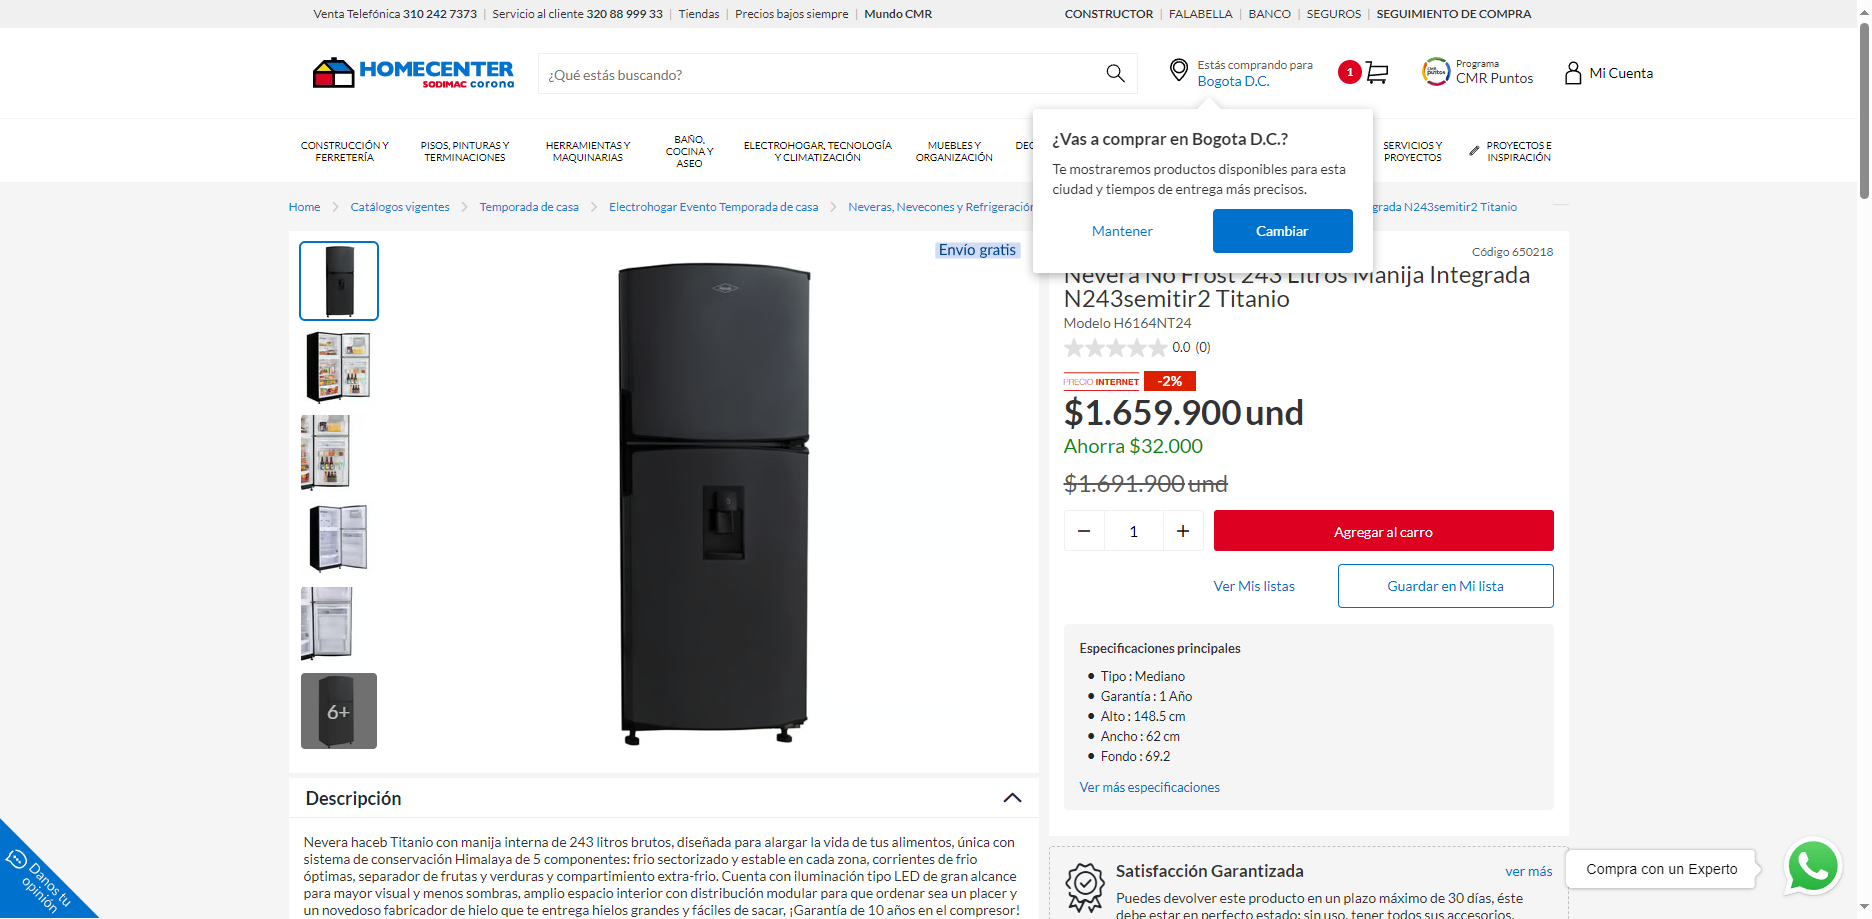 Venta Telefónica 310 242 7373 | Servicio al cliente 320 88 999 33 | Tiendas | Precios bajos siempre | Mundo CMR
CONSTRUCTOR | FALABELLA | BANCO | SEGUROS | SEGUIMIENTO DE COMPRA
HOMECENTER
SODIMAC corona
¿Qué estás buscando?
Estás comprando para
Bogota D.C.
1
Programa
CMR Puntos
Mi Cuenta
CONSTRUCCIÓN Y
FERRETERÍA
PISOS, PINTURAS Y
TERMINACIONES
HERRAMIENTAS Y
MAQUINARIAS
BAÑO,
COCINA Y
ASEO
ELECTROHOGAR, TECNOLOGÍA
Y CLIMATIZACIÓN
MUEBLES Y
ORGANIZACIÓN
DEC
SERVICIOS Y
PROYECTOS
PROYECTOS E
INSPIRACIÓN
¿Vas a comprar en Bogota D.C.?
Te mostraremos productos disponibles para esta
ciudad y tiempos de entrega más precisos.
Mantener
Cambiar
Home > Catálogos vigentes > Temporada de casa > Electrohogar Evento Temporada de casa > Neveras, Nevecones y Refrigeración
grada N243semitir2 Titanio
Envío gratis
6+
Código 650218
Nevera No Frost 243 Litros Manija Integrada
N243semitir2 Titanio
Modelo H6164NT24
0.0 (0)
PRECIO INTERNET -2%
$1.659.900 und
Ahorra $32.000
$1.691.900 und
− 1 +
Agregar al carro
Ver Mis listas
Guardar en Mi lista
Especificaciones principales
• Tipo : Mediano
• Garantía : 1 Año
• Alto : 148.5 cm
• Ancho : 62 cm
• Fondo : 69.2
Ver más especificaciones
Descripción
Nevera haceb Titanio con manija interna de 243 litros brutos, diseñada para alargar la vida de tus alimentos, única con
sistema de conservación Himalaya de 5 componentes: frio sectorizado y estable en cada zona, corrientes de frio
óptimas, separador de frutas y verduras y compartimiento extra-frio. Cuenta con iluminación tipo LED de gran alcance
para mayor visual y menos sombras, amplio espacio interior con distribución modular para que ordenar sea un placer y
un novedoso fabricador de hielo que te entrega hielos grandes y fáciles de sacar, ¡Garantía de 10 años en el compresor!
Satisfacción Garantizada
ver más
Puedes devolver este producto en un plazo máximo de 30 días, éste
debe estar en perfecto estado: sin uso, tener todos sus accesorios,
Compra con un Experto
Danos tu
opinión